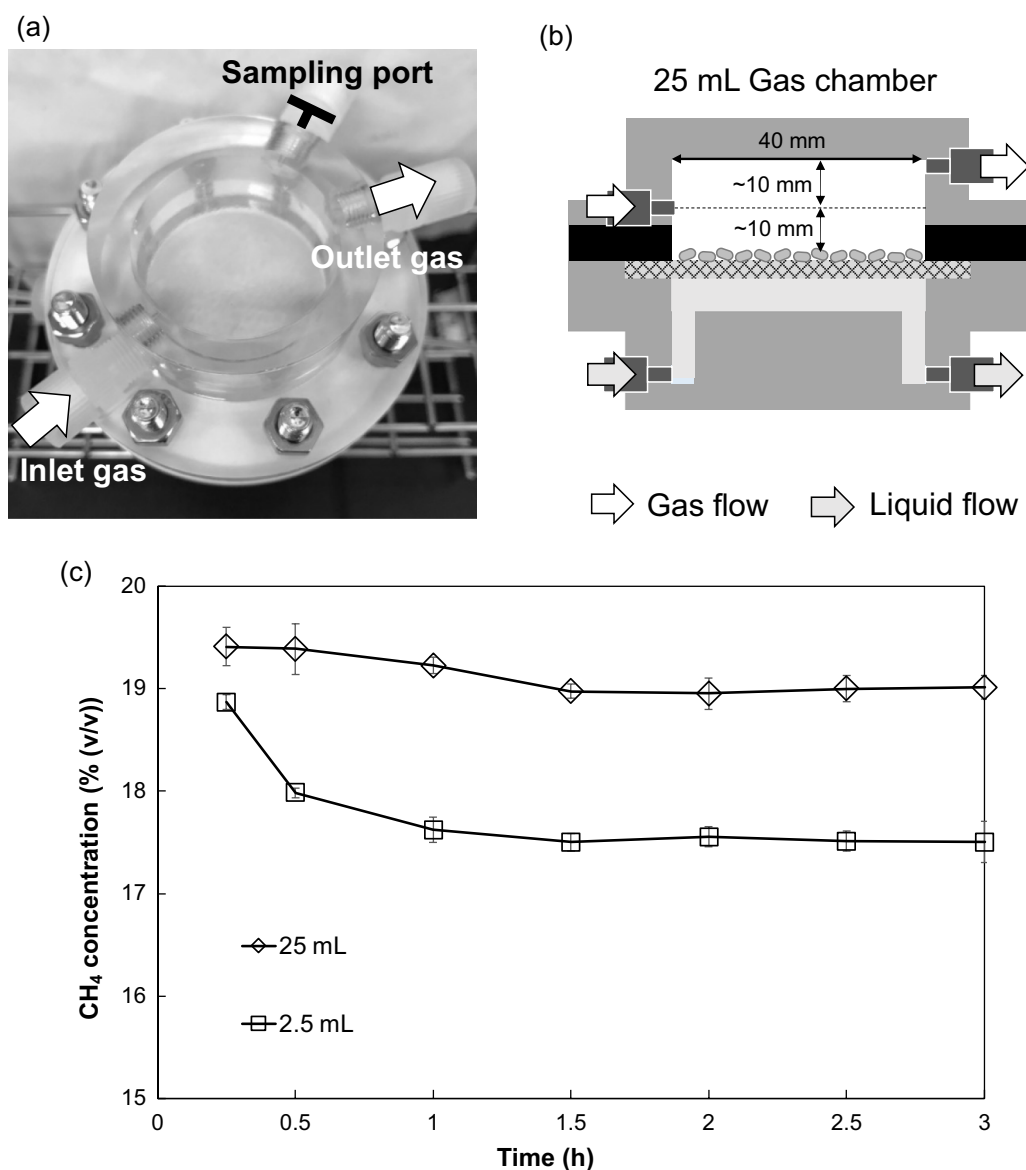 (a)
Sampling port
Outlet gas
Inlet gas
(b)
25 mL Gas chamber
40 mm
~10 mm
~10 mm
Gas flow
Liquid flow
(c)
20
19
18
17
16
15
CH₄ concentration (% (v/v))
25 mL
2.5 mL
0
0.5
1
1.5
2
2.5
3
Time (h)